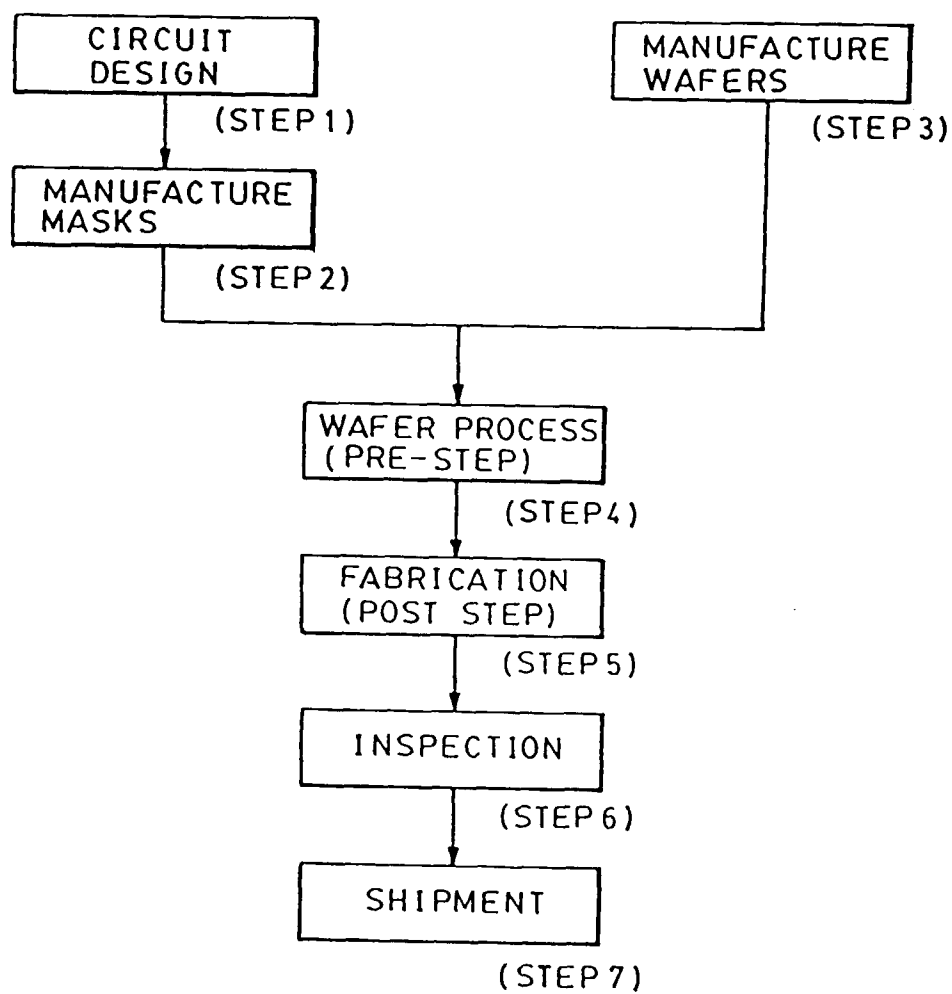 CIRCUIT
DESIGN
(STEP1)
MANUFACTURE
MASKS
(STEP2)
MANUFACTURE
WAFERS
(STEP3)
WAFER PROCESS
(PRE-STEP)
(STEP4)
FABRICATION
(POST STEP)
(STEP5)
INSPECTION
(STEP6)
SHIPMENT
(STEP7)